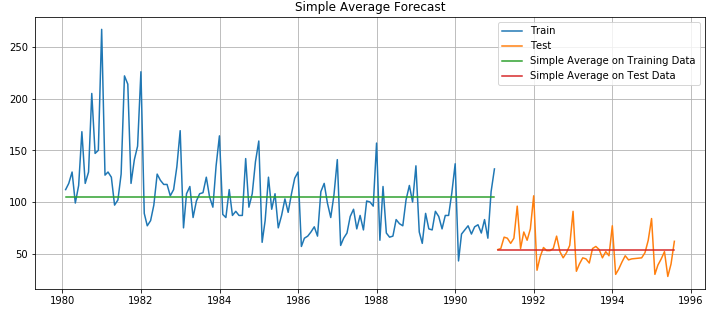 Simple Average Forecast
Train
Test
Simple Average on Training Data
Simple Average on Test Data
250
200
150
100
50
1980 1982 1984 1986 1988 1990 1992 1994 1996